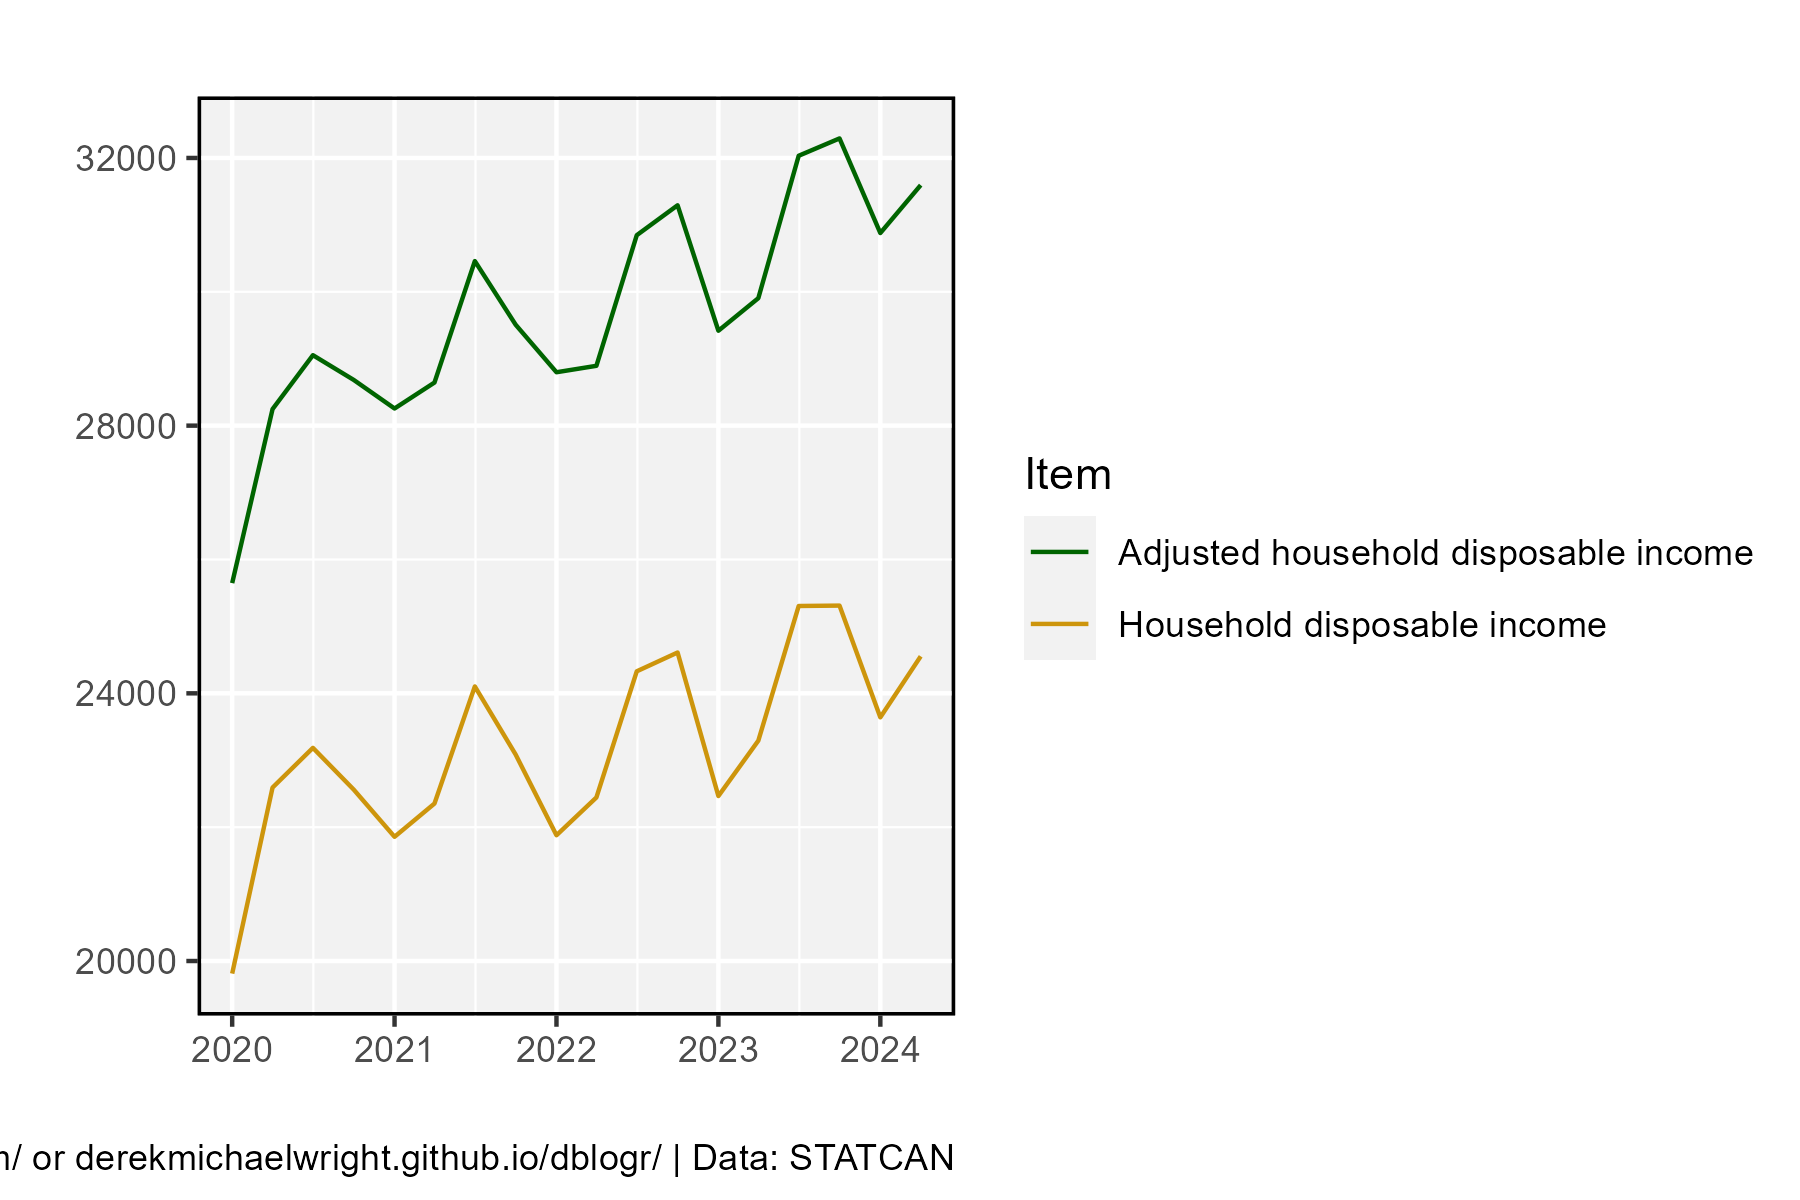 32000
28000
24000
20000
2020 2021 2022 2023 2024
Item
Adjusted household disposable income
Household disposable income
/ or derekmichaelwright.github.io/dblogr/ | Data: STATCAN